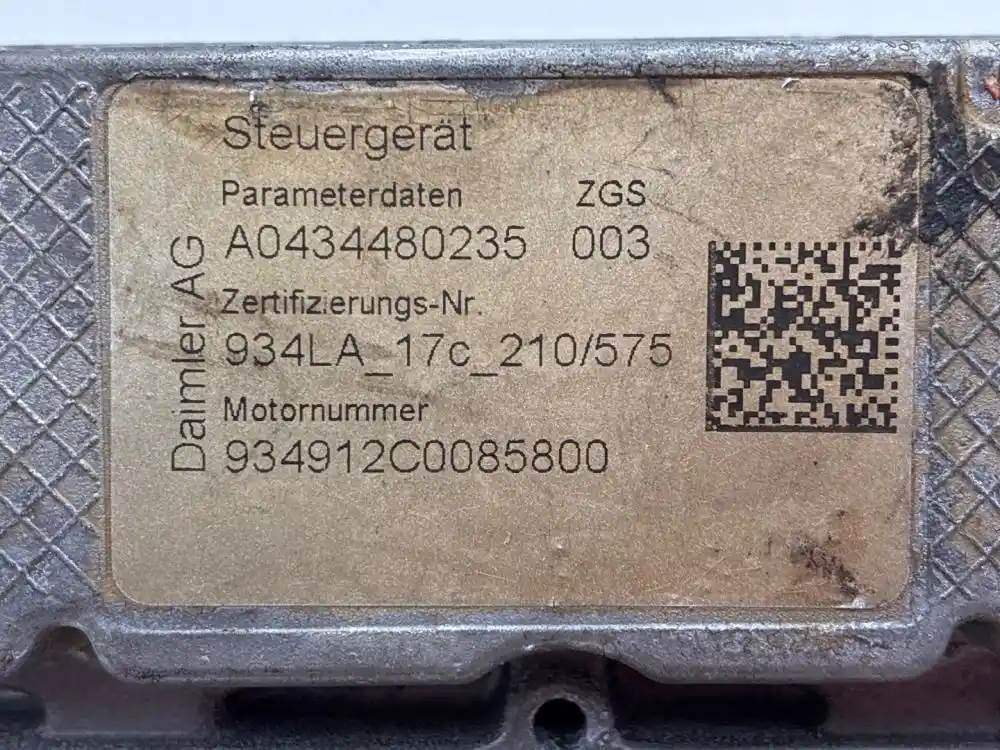 Steuergerät
Parameterdaten ZGS
A0434480235 003
Zertifizierungs-Nr.
934LA_17c_210/575
Motornummer
934912C0085800
Daimler AG